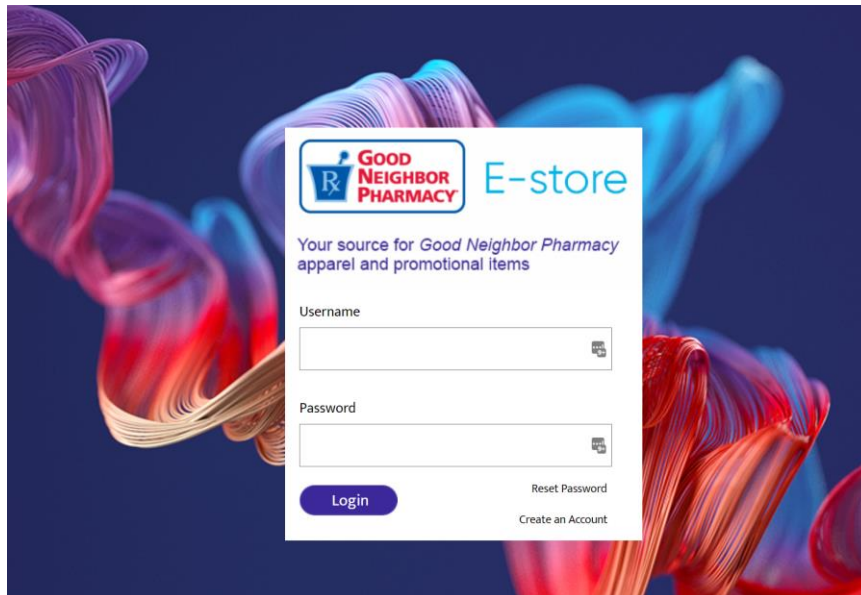 GOOD
NEIGHBOR
PHARMACY
Rx
E-store
Your source for Good Neighbor Pharmacy
apparel and promotional items
Username
Password
Login
Reset Password
Create an Account